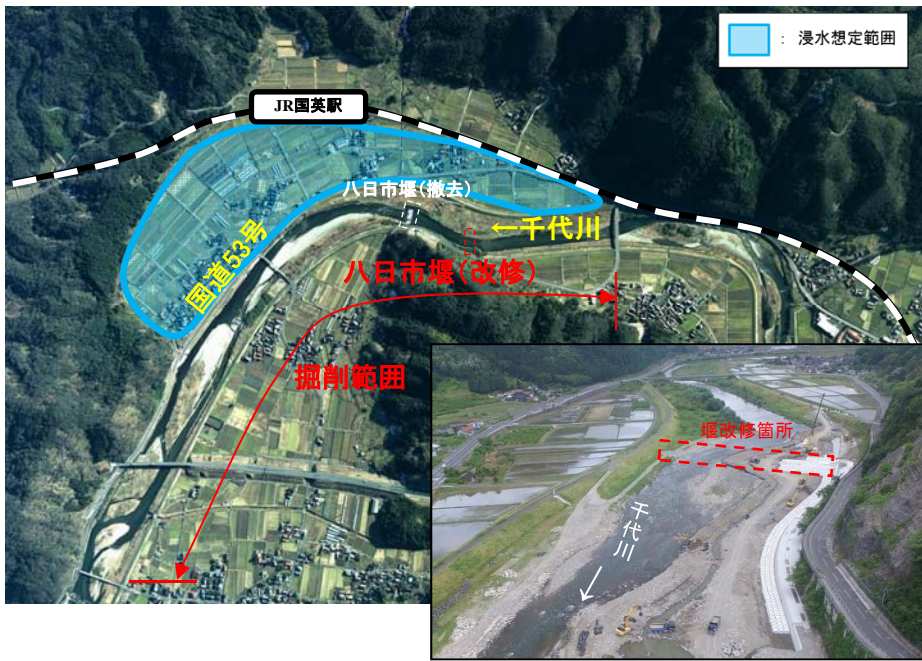 ：浸水想定範囲
JR国英駅
八日市堰(撤去)
←千代川
国道53号
八日市堰(改修)
掘削範囲
堰改修箇所
千代川